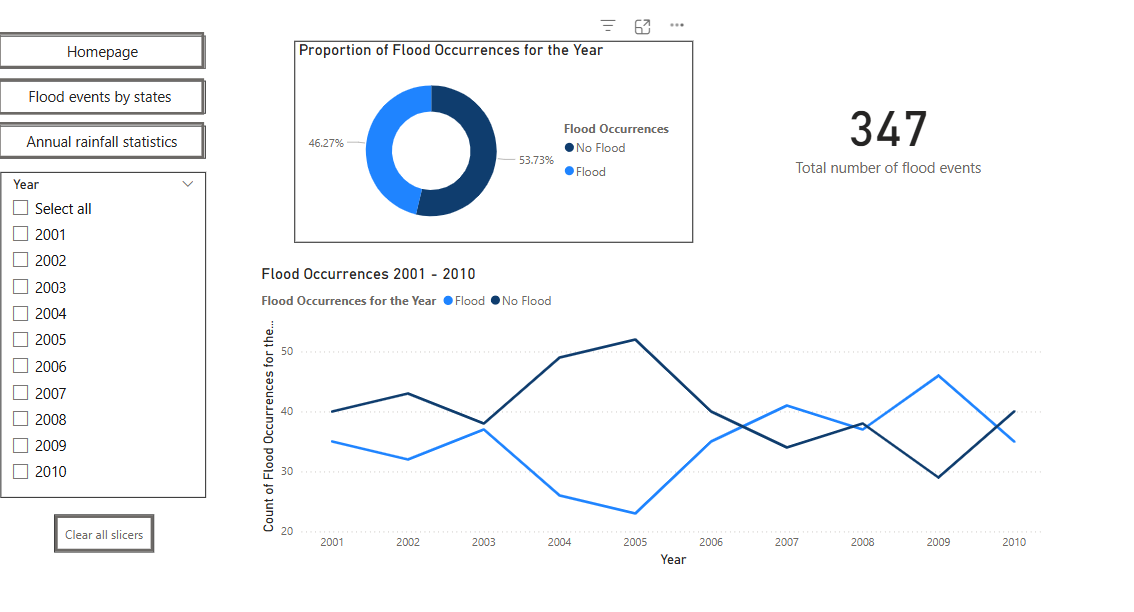 Homepage
Flood events by states
Annual rainfall statistics
Year
Select all
2001
2002
2003
2004
2005
2006
2007
2008
2009
2010
Clear all slicers
Proportion of Flood Occurrences for the Year
46.27%
53.73%
Flood Occurrences
No Flood
Flood
347
Total number of flood events
Flood Occurrences 2001 - 2010
Flood Occurrences for the Year Flood No Flood
Count of Flood Occurrences for the...
50
40
30
20
2001 2002 2003 2004 2005 2006 2007 2008 2009 2010
Year